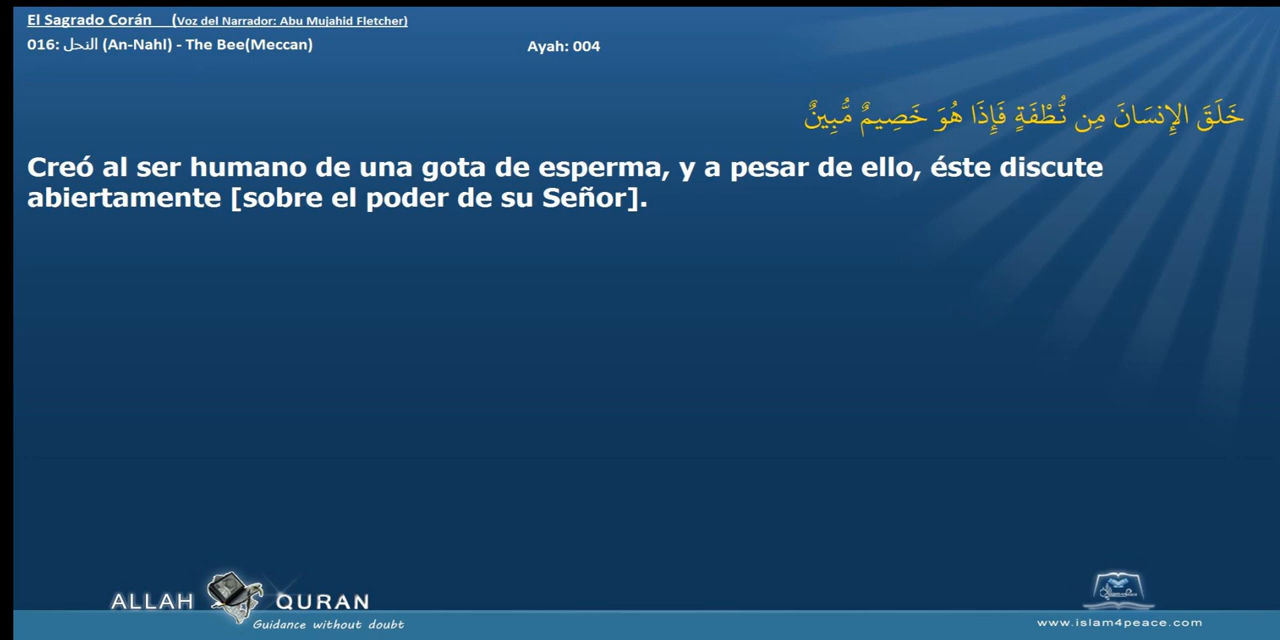 El Sagrado Corán (Voz del Narrador: Abu Mujahid Fletcher)
016: النحل (An-Nahl) - The Bee(Meccan) Ayah: 004
خَلَقَ الإِنسَانَ مِن نُّطْفَةٍ فَإِذَا هُوَ خَصِيمٌ مُّبِينٌ
Creó al ser humano de una gota de esperma, y a pesar de ello, éste discute
abiertamente [sobre el poder de su Señor].
ALLAH QURAN
Guidance without doubt
www.islam4peace.com